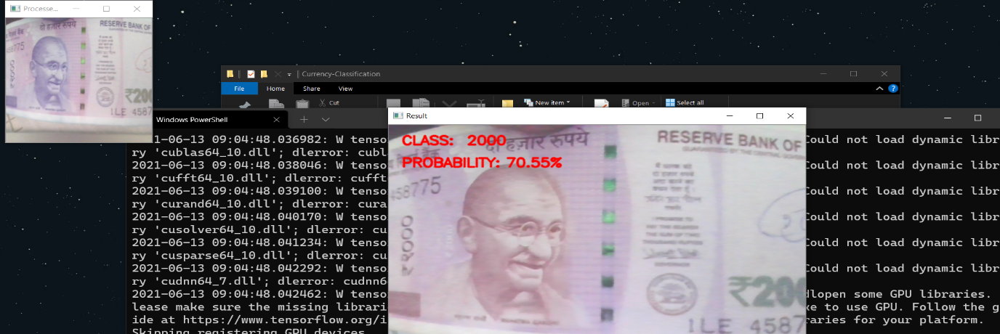 Processe...
दो हज़ार रुपये
RESERVE BANK OF
₹200
1LE 4587
Currency-Classification
File Home Share View
Cut
New item
Open
Select all
Windows PowerShell
Result
1-06-13 09:04:48.036982: W tenso
ould not load dynamic libr
ry 'cublas64_10.dll'; dlerror: cubl
2021-06-13 09:04:48.038046: W tenso
Could not load dynamic libr
ry 'cufft64_10.dll'; dlerror: cufft
2021-06-13 09:04:48.039100: W tenso
Could not load dynamic libr
ry 'curand64_10.dll'; dlerror: cura
2021-06-13 09:04:48.040170: W tenso
Could not load dynamic libr
ry 'cusolver64_10.dll'; dlerror: cu
2021-06-13 09:04:48.041234: W tenso
Could not load dynamic libr
ry 'cusparse64_10.dll'; dlerror: cu
2021-06-13 09:04:48.042292: W tenso
Could not load dynamic libr
ry 'cudnn64_7.dll'; dlerror: cudnn6
2021-06-13 09:04:48.042462: W tenso
dlopen some GPU libraries.
lease make sure the missing librari
ke to use GPU. Follow the g
ide at https://www.tensorflow.org/i
raries for your platform.
Skipping registering GPU devices
CLASS: 2000
हज़ार रुपये
PROBABILITY: 70.55%
RESERVE BANK OF
458775
₹2000
₹200
1LE 4587